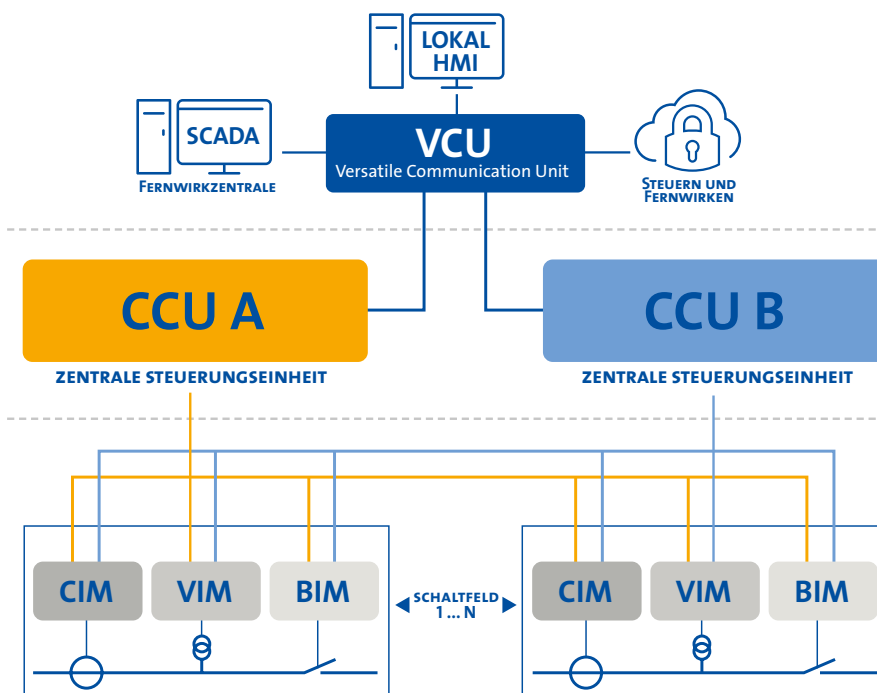 LOKAL
HMI
SCADA
VCU
Versatile Communication Unit
FERNWIRKZENTRALE
STEUERN UND
FERNWIRKEN
CCU A
CCU B
ZENTRALE STEUERUNGSEINHEIT
ZENTRALE STEUERUNGSEINHEIT
CIM
VIM
BIM
SCHALTFELD
1 ... N
CIM
VIM
BIM